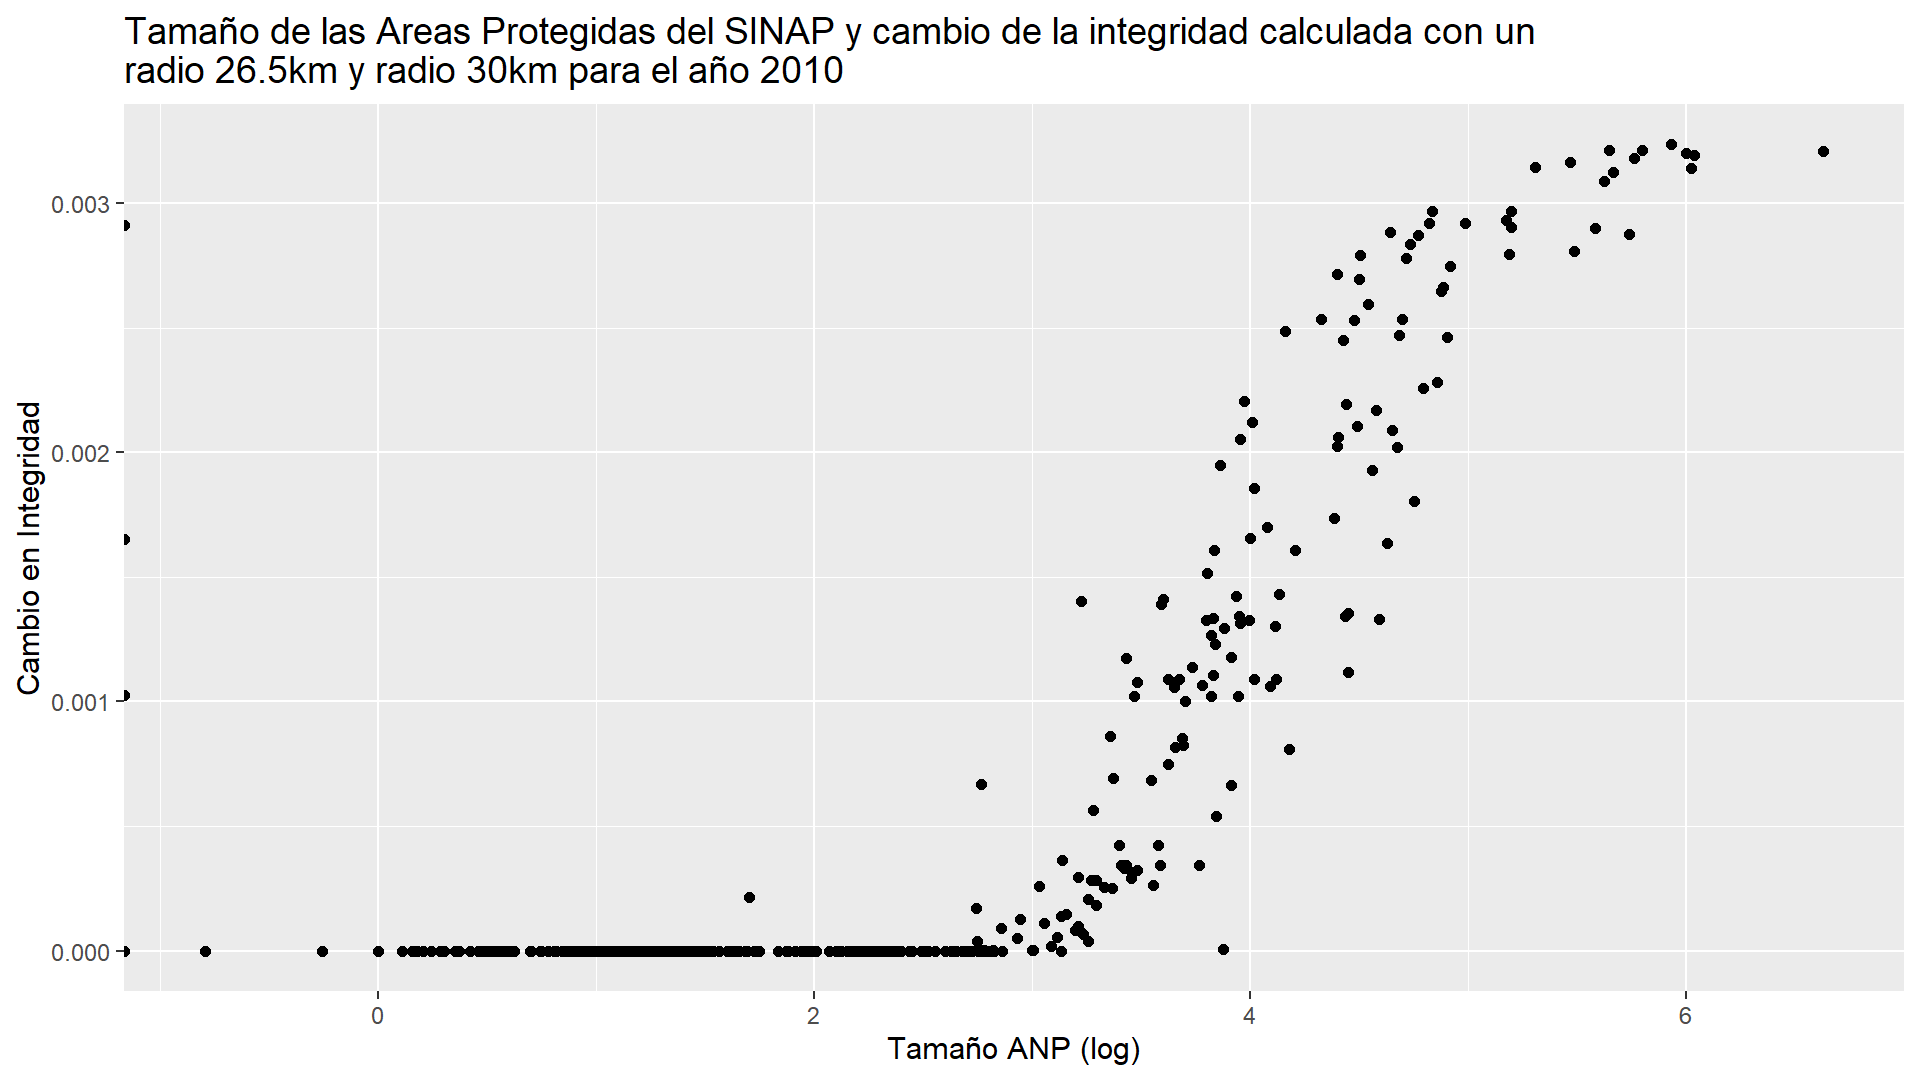 Tamaño de las Areas Protegidas del SINAP y cambio de la integridad calculada con un
radio 26.5km y radio 30km para el año 2010
Cambio en Integridad
0.003
0.002
0.001
0.000
0 2 4 6
Tamaño ANP (log)